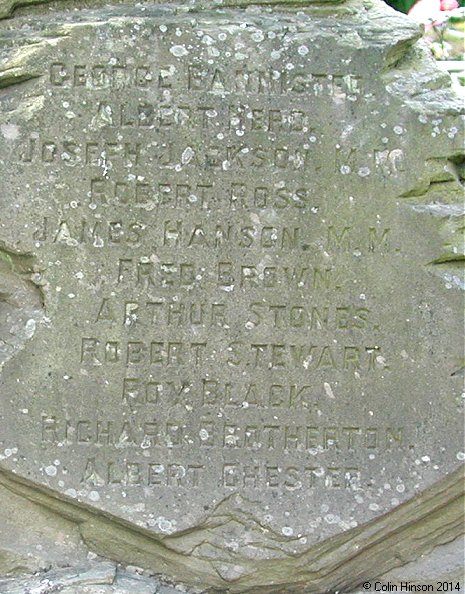 GEORGE BANNISTER.
ALBERT HERD.
JOSEPH JACKSON. M.M.
ROBERT ROSS.
JAMES HANSON. M.M.
FRED BROWN.
ARTHUR STONES.
ROBERT STEWART.
ROY BLACK.
RICHARD BROTHERTON.
ALBERT CHESTER.
© Colin Hinson 2014